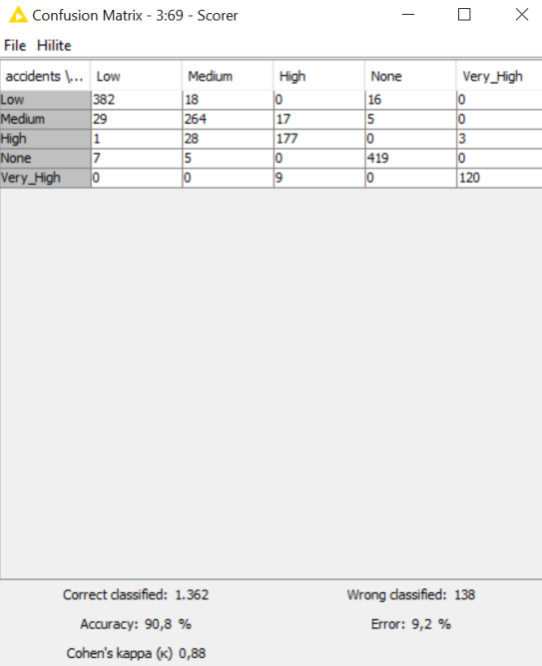 Confusion Matrix - 3:69 - Scorer
File Hilite
accidents \... Low Medium High None Very_High
Low 382 18 0 16 0
Medium 29 264 17 5 0
High 1 28 177 0 3
None 7 5 0 419 0
Very_High 0 0 9 0 120
Correct classified: 1.362 Wrong classified: 138
Accuracy: 90,8 % Error: 9,2 %
Cohen's kappa (κ) 0,88